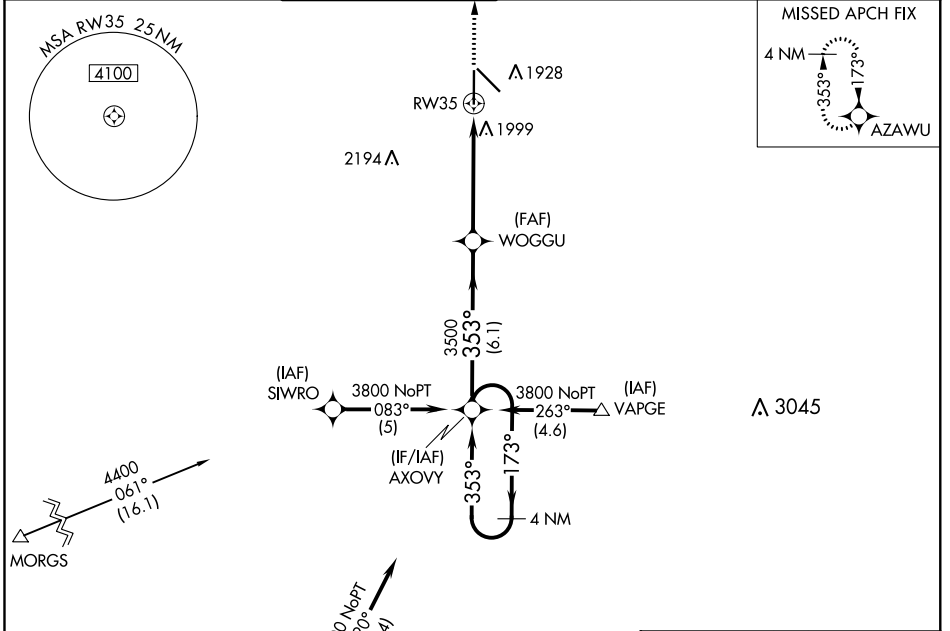 MSA RW35 25 NM
4100
MISSED APCH FIX
4 NM
353°
173°
AZAWU
RW35
1928
1999
2194
(FAF)
WOGGU
3500
353°
(6.1)
(IAF)
SIWRO
3800 NoPT
083°
(5)
3800 NoPT
263°
(4.6)
(IAF)
VAPGE
3045
(IF/IAF)
AXOVY
353°
173°
4 NM
4400
061°
(16.1)
MORGS
NoPT